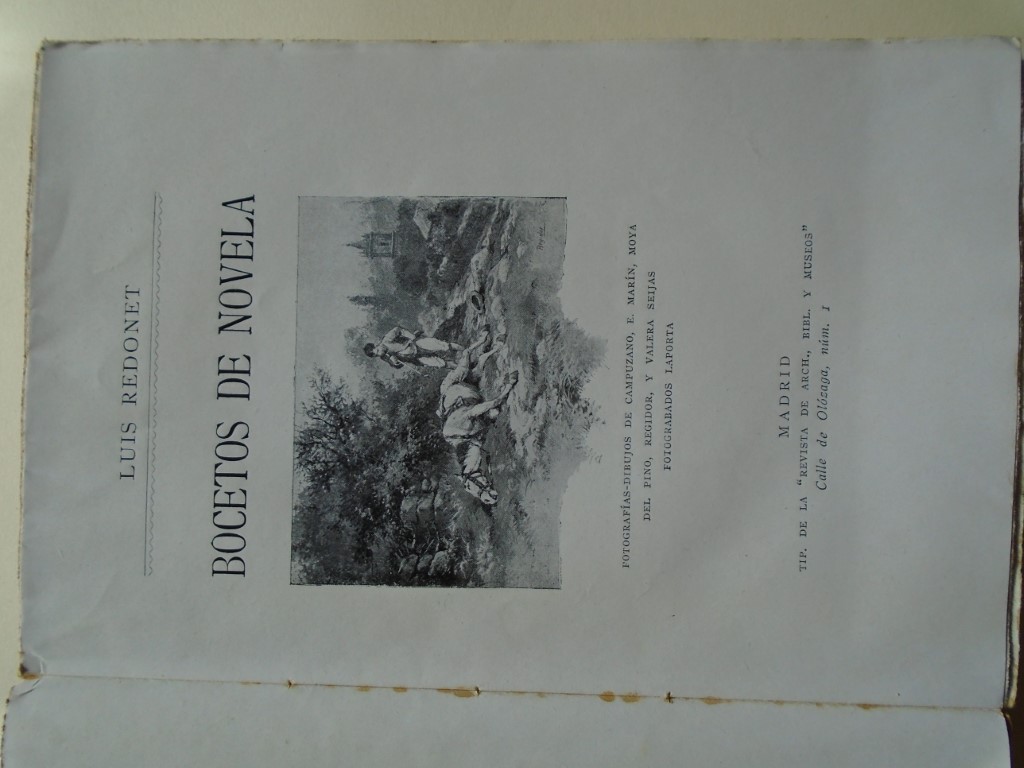 LUIS REDONET
BOCETOS DE NOVELA
FOTOGRAFÍAS-DIBUJOS DE CAMPUZANO, E. MARÍN, MOYA
DEL PINO, REGIDOR, Y VALERA SEIJAS
FOTOGRABADOS LAPORTA
MADRID
TIP. DE LA "REVISTA DE ARCH., BIBL. Y MUSEOS"
Calle de Olózaga, núm. 1